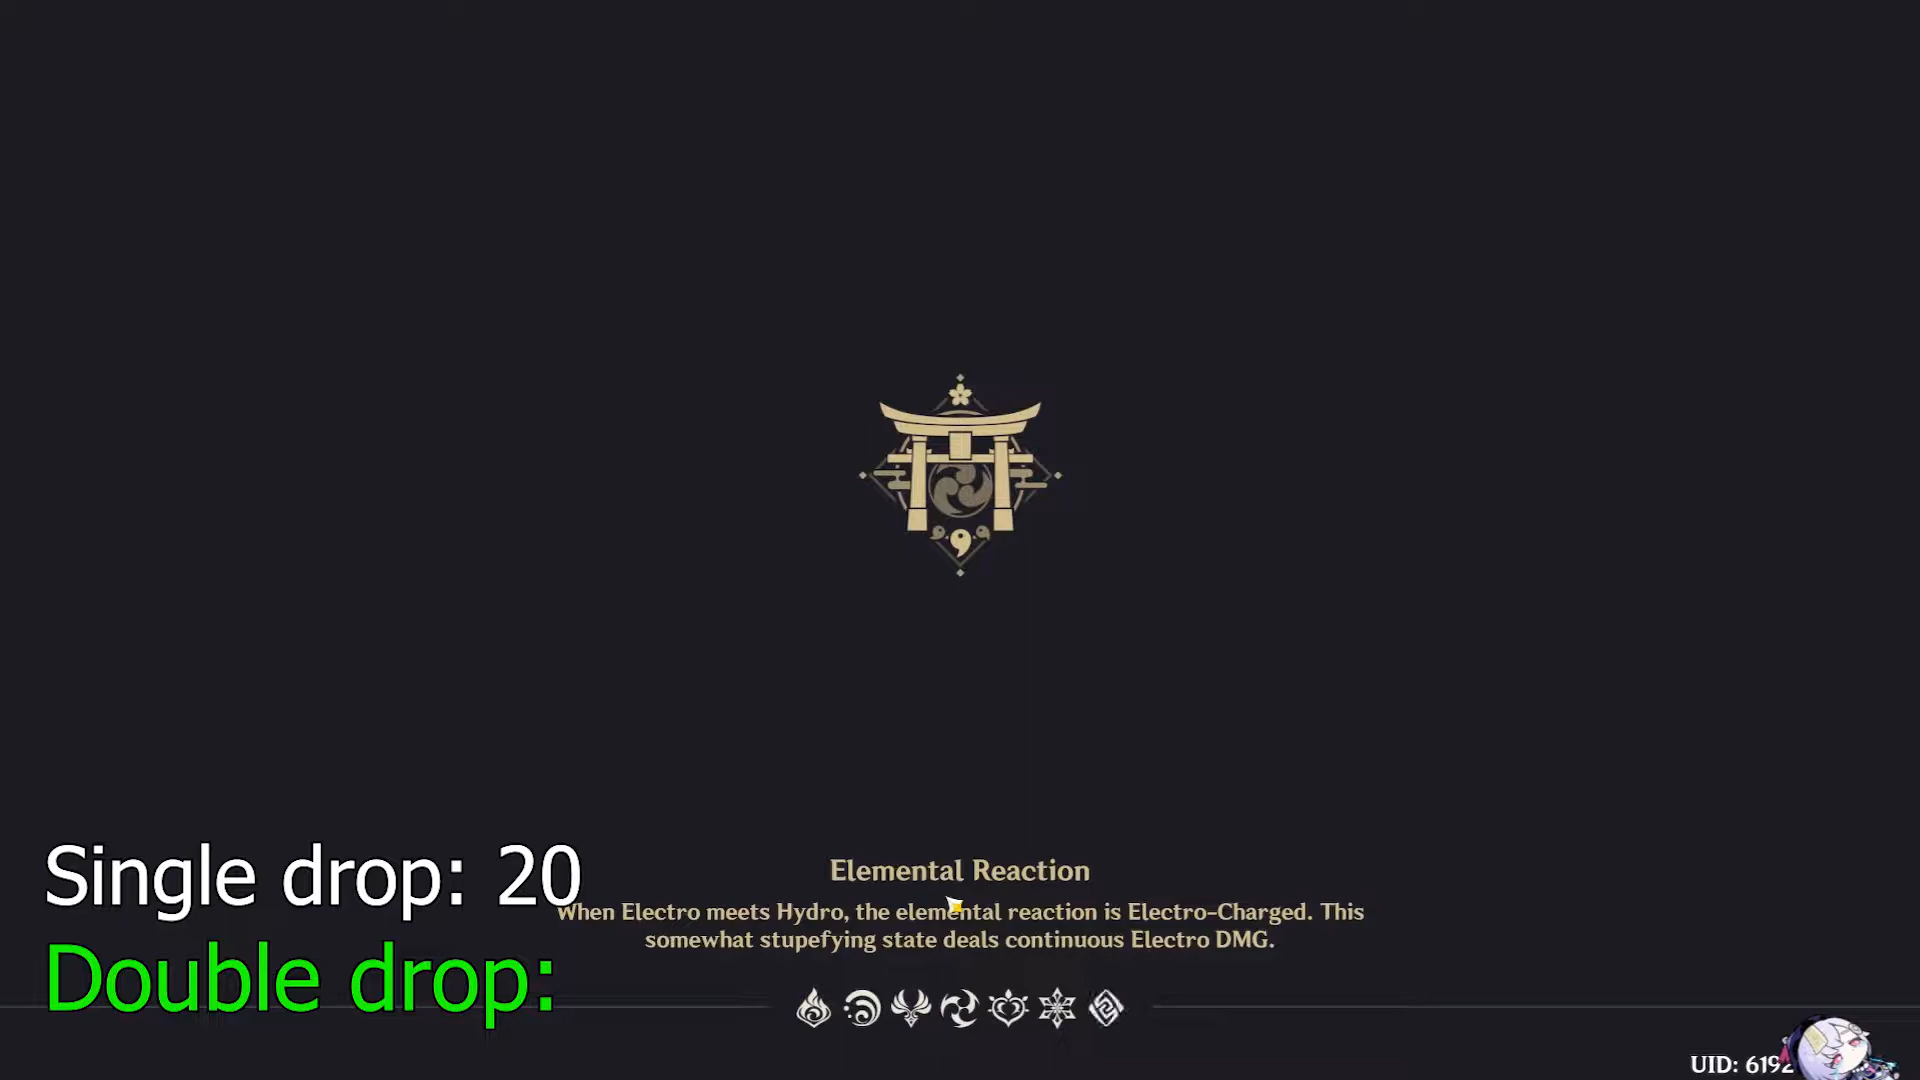 Single drop: 20
Double drop:
Elemental Reaction
When Electro meets Hydro, the elemental reaction is Electro-Charged. This
somewhat stupefying state deals continuous Electro DMG.
UID: 6192